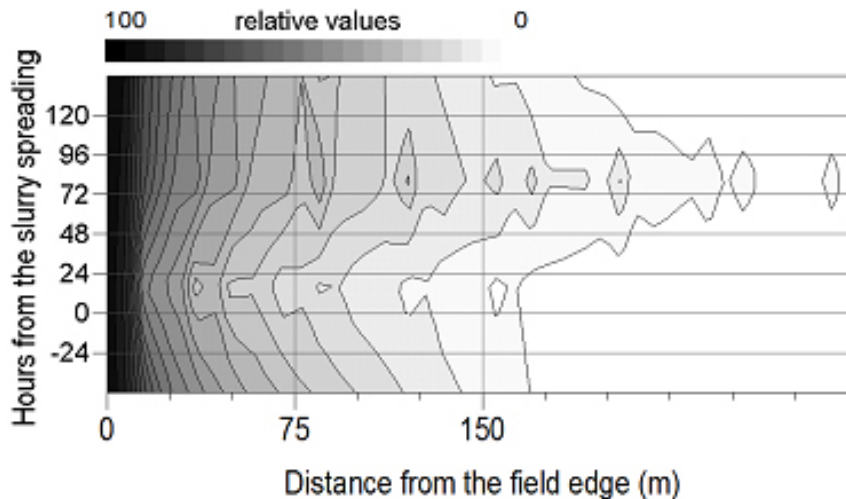 100 relative values 0
Hours from the slurry spreading
120
96
72
48
24
0
-24
0 75 150
Distance from the field edge (m)